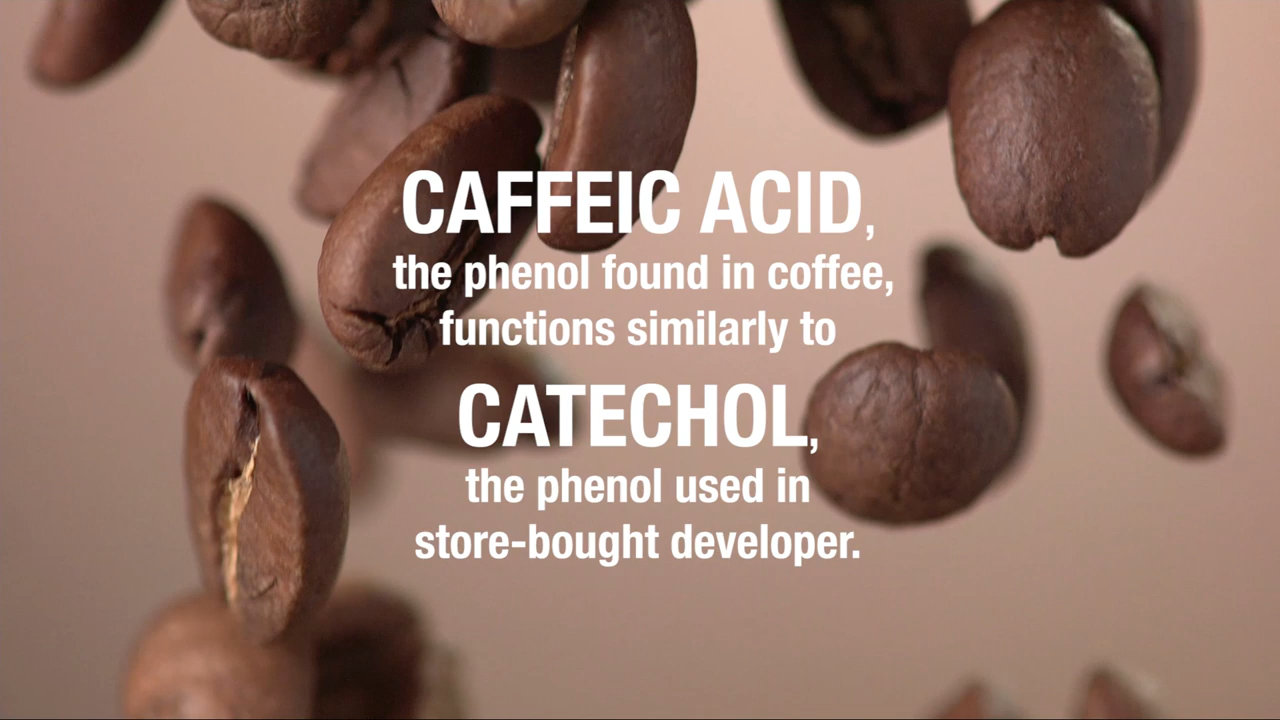 CAFFEIC ACID,
the phenol found in coffee,
functions similarly to
CATECHOL,
the phenol used in
store-bought developer.